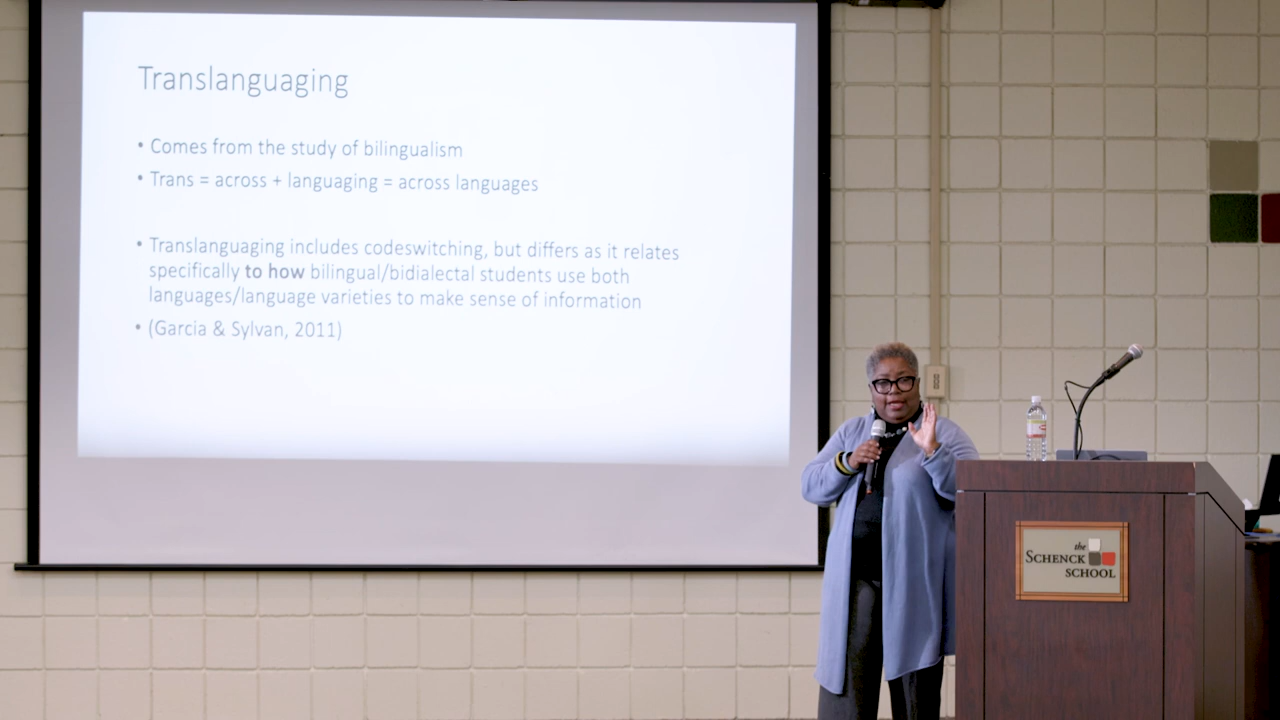 Translanguaging
• Comes from the study of bilingualism
• Trans = across + languaging = across languages
• Translanguaging includes codeswitching, but differs as it relates
specifically to how bilingual/bidialectal students use both
languages/language varieties to make sense of information
• (Garcia & Sylvan, 2011)
the
SCHENCK
SCHOOL